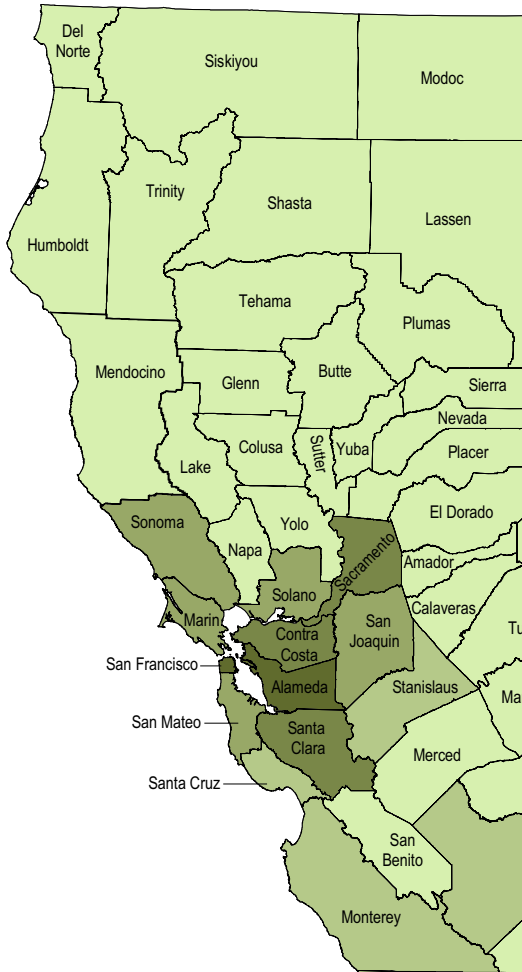 Del
Norte
Siskiyou
Modoc
Trinity
Shasta
Lassen
Humboldt
Tehama
Plumas
Mendocino
Glenn
Butte
Sierra
Nevada
Colusa
Sutter
Yuba
Placer
Lake
El Dorado
Sonoma
Yolo
Napa
Sacramento
Amador
Solano
Calaveras
Marin
Contra
Costa
San
Joaquin
Tu
San Francisco
Alameda
Stanislaus
Ma
San Mateo
Santa
Clara
Merced
Santa Cruz
San
Benito
Monterey